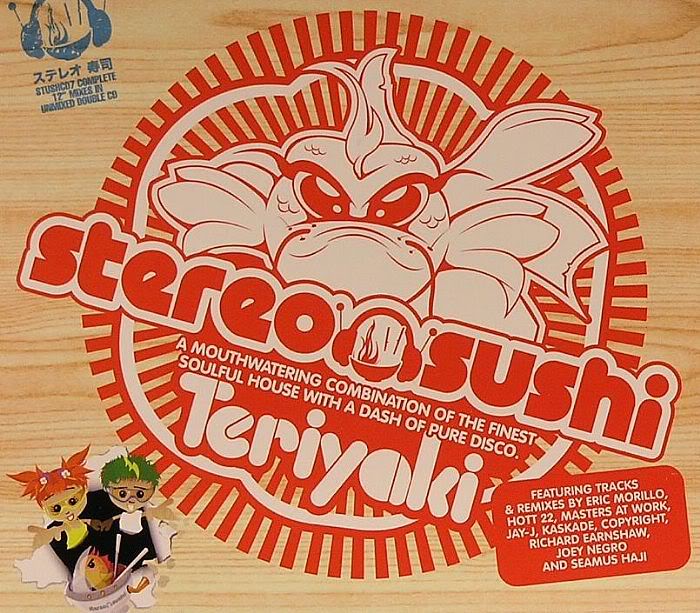 ステレオ 寿司
STUSHCD7 COMPLETE
12" MIXES IN
UNMIXED DOUBLE CD
stereo sushi
A MOUTHWATERING COMBINATION OF THE FINEST
SOULFUL HOUSE WITH A DASH OF PURE DISCO.
Teriyaki
FEATURING TRACKS
& REMIXES BY ERIC MORILLO,
HOTT 22, MASTERS AT WORK,
JAY-J, KASKADE, COPYRIGHT,
RICHARD EARNSHAW,
JOEY NEGRO
AND SEAMUS HAJI